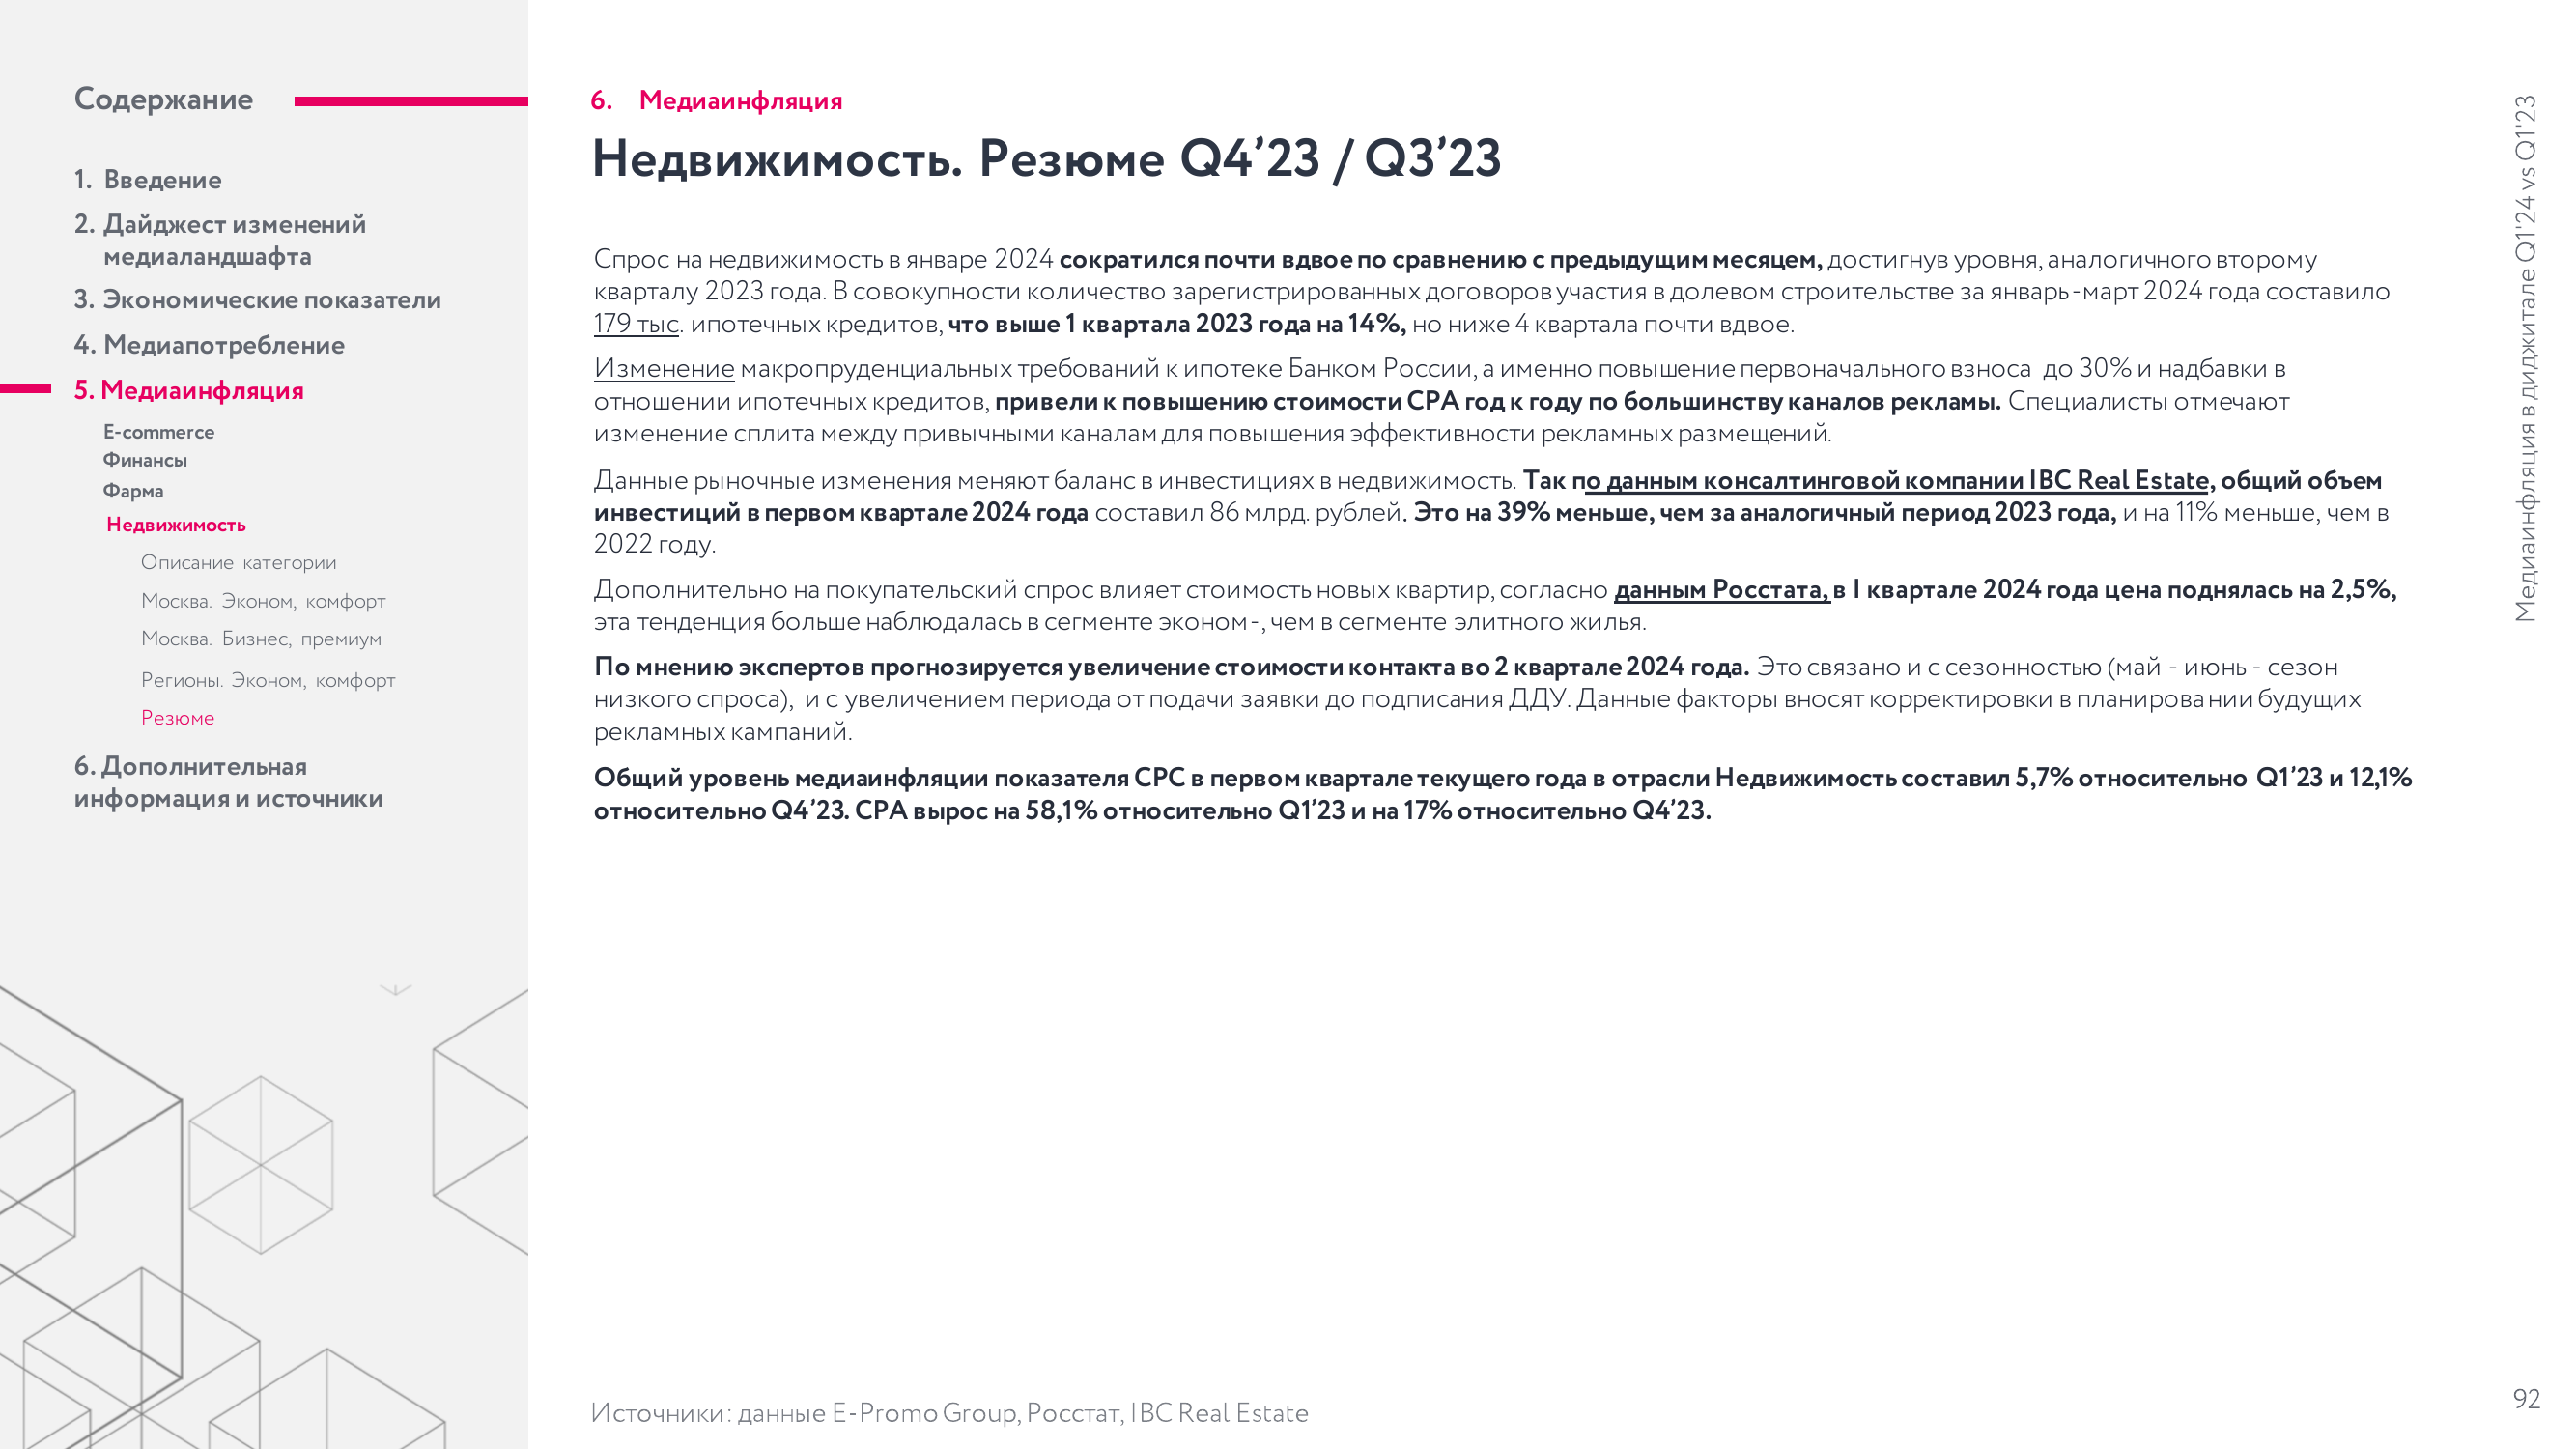 Содержание
1. Введение
2. Дайджест изменений
медиаландшафта
3. Экономические показатели
4. Медиапотребление
5. Медиаинфляция
E-commerce
Финансы
Фарма
Недвижимость
Описание категории
Москва. Эконом, комфорт
Москва. Бизнес, премиум
Регионы. Эконом, комфорт
Резюме
6. Дополнительная
информация и источники
6. Медиаинфляция
Недвижимость. Резюме Q4’23 / Q3’23
Спрос на недвижимость в январе 2024 сократился почти вдвое по сравнению с предыдущим месяцем, достигнув уровня, аналогичного второму
кварталу 2023 года. В совокупности количество зарегистрированных договоров участия в долевом строительстве за январь-март 2024 года составило
179 тыс. ипотечных кредитов, что выше 1 квартала 2023 года на 14%, но ниже 4 квартала почти вдвое.
Изменение макропруденциальных требований к ипотеке Банком России, а именно повышение первоначального взноса до 30% и надбавки в
отношении ипотечных кредитов, привели к повышению стоимости CPA год к году по большинству каналов рекламы. Специалисты отмечают
изменение сплита между привычными каналам для повышения эффективности рекламных размещений.
Данные рыночные изменения меняют баланс в инвестициях в недвижимость. Так по данным консалтинговой компании IBC Real Estate, общий объем
инвестиций в первом квартале 2024 года составил 86 млрд. рублей. Это на 39% меньше, чем за аналогичный период 2023 года, и на 11% меньше, чем в
2022 году.
Дополнительно на покупательский спрос влияет стоимость новых квартир, согласно данным Росстата, в I квартале 2024 года цена поднялась на 2,5%,
эта тенденция больше наблюдалась в сегменте эконом-, чем в сегменте элитного жилья.
По мнению экспертов прогнозируется увеличение стоимости контакта во 2 квартале 2024 года. Это связано и с сезонностью (май - июнь - сезон
низкого спроса), и с увеличением периода от подачи заявки до подписания ДДУ. Данные факторы вносят корректировки в планировании будущих
рекламных кампаний.
Общий уровень медиаинфляции показателя CPC в первом квартале текущего года в отрасли Недвижимость составил 5,7% относительно Q1’23 и 12,1%
относительно Q4’23. CPA вырос на 58,1% относительно Q1’23 и на 17% относительно Q4’23.
Источники: данные E-Promo Group, Росстат, IBC Real Estate
Медиаинфляция в диджитале Q1'24 vs Q1'23
92